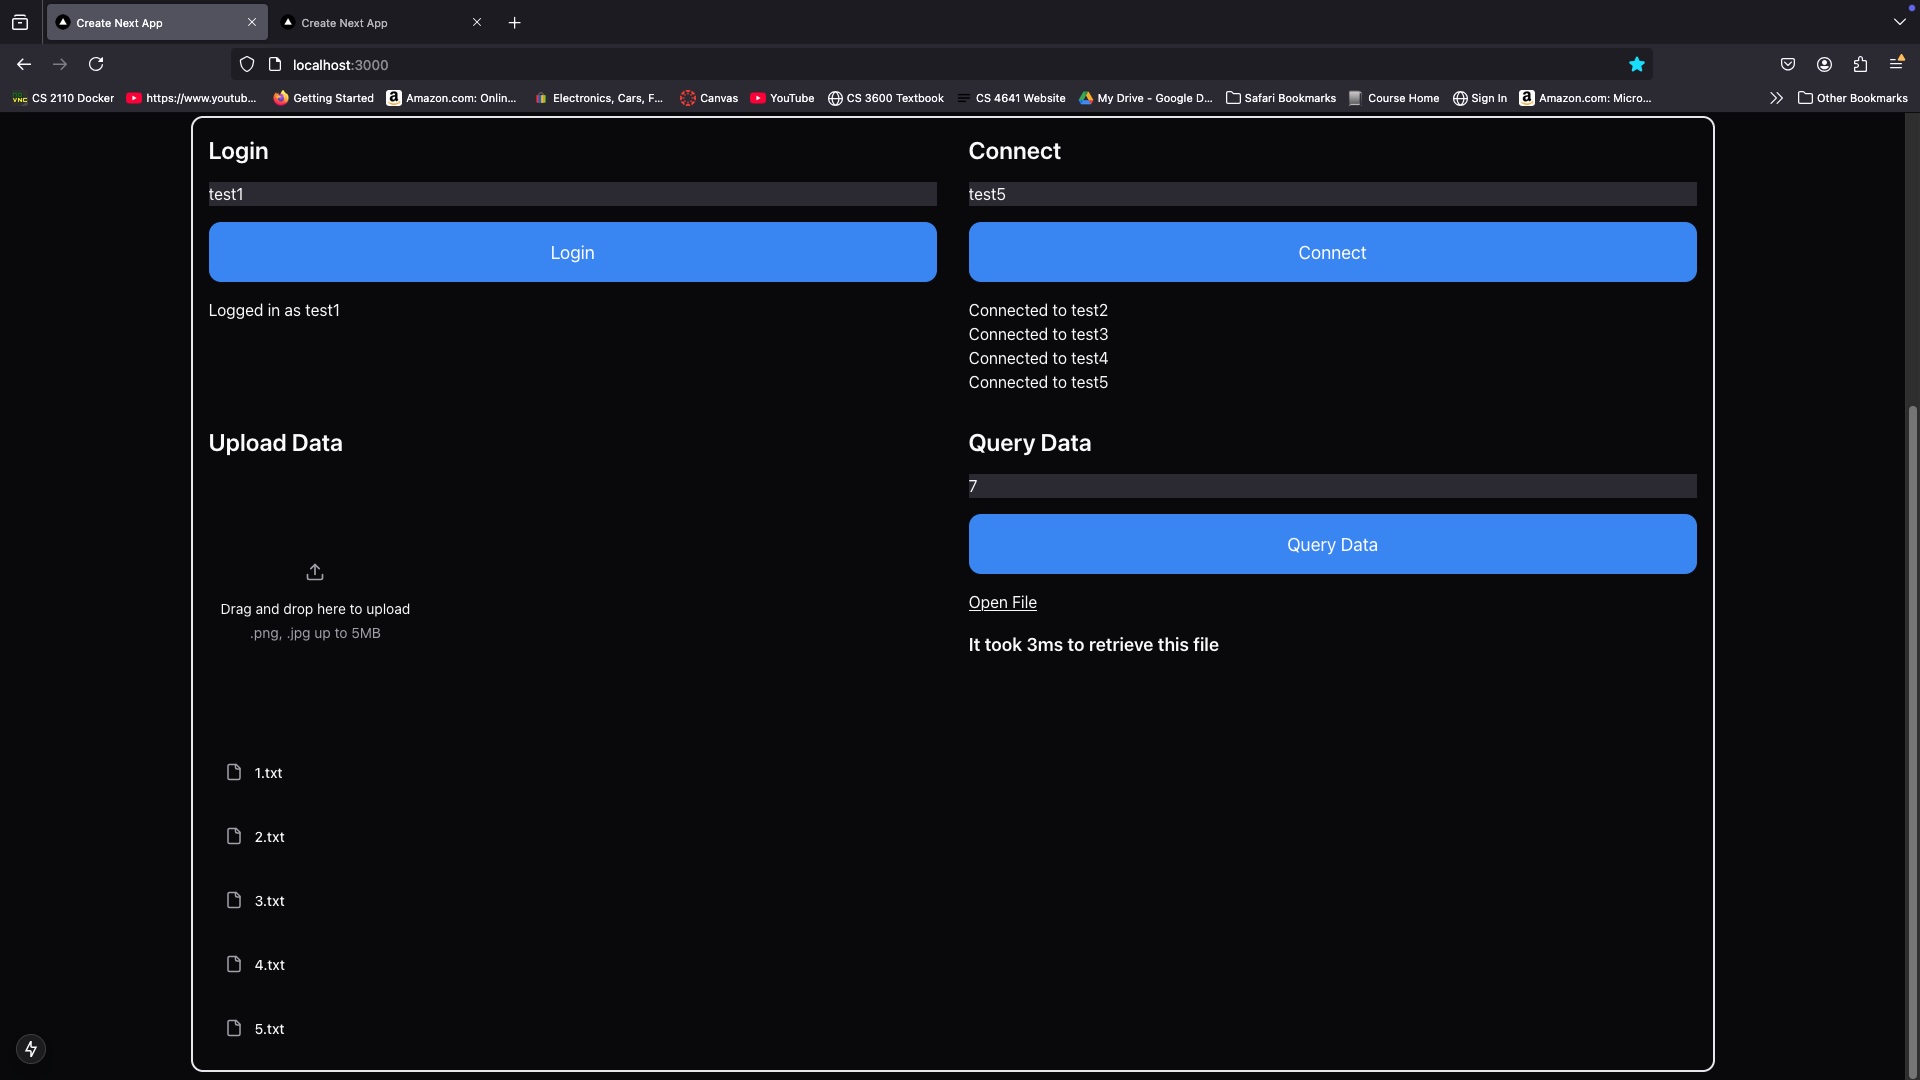 Create Next App
Create Next App
localhost:3000
CS 2110 Docker
https://www.youtub...
Getting Started
Amazon.com: Onlin...
Electronics, Cars, F...
Canvas
YouTube
CS 3600 Textbook
CS 4641 Website
My Drive - Google D...
Safari Bookmarks
Course Home
Sign In
Amazon.com: Micro...
Other Bookmarks
Login
test1
Login
Logged in as test1
Connect
test5
Connect
Connected to test2
Connected to test3
Connected to test4
Connected to test5
Upload Data
Drag and drop here to upload
.png, .jpg up to 5MB
1.txt
2.txt
3.txt
4.txt
5.txt
Query Data
7
Query Data
Open File
It took 3ms to retrieve this file